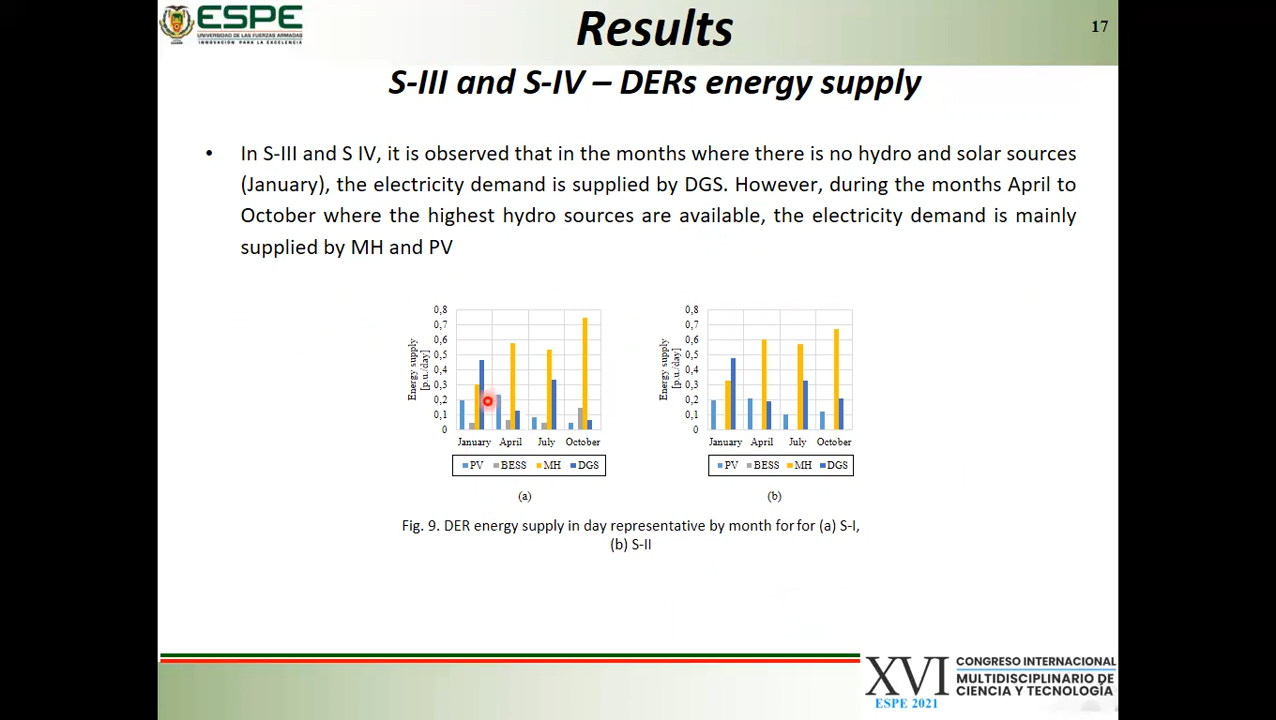 ESPE
UNIVERSIDAD DE LAS FUERZAS ARMADAS
INNOVACIÓN PARA LA EXCELENCIA
Results
17
S-III and S-IV – DERs energy supply
• In S-III and S IV, it is observed that in the months where there is no hydro and solar sources
(January), the electricity demand is supplied by DGS. However, during the months April to
October where the highest hydro sources are available, the electricity demand is mainly
supplied by MH and PV
Energy supply
[p.u./day]
0,8
0,7
0,6
0,5
0,4
0,3
0,2
0,1
0
January April July October
PV BESS MH DGS
(a)
Energy supply
[p.u./day]
0,8
0,7
0,6
0,5
0,4
0,3
0,2
0,1
0
January April July October
PV BESS MH DGS
(b)
Fig. 9. DER energy supply in day representative by month for for (a) S-I,
(b) S-II
XVI
ESPE 2021
CONGRESO INTERNACIONAL
MULTIDISCIPLINARIO DE
CIENCIA Y TECNOLOGÍA